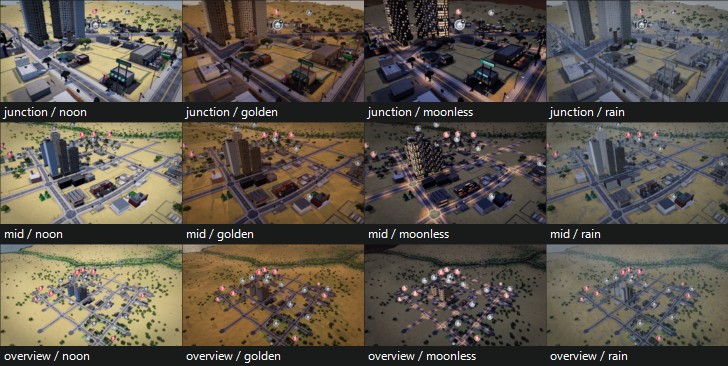 junction / noon
junction / golden
junction / moonless
junction / rain
mid / noon
mid / golden
mid / moonless
mid / rain
overview / noon
overview / golden
overview / moonless
overview / rain